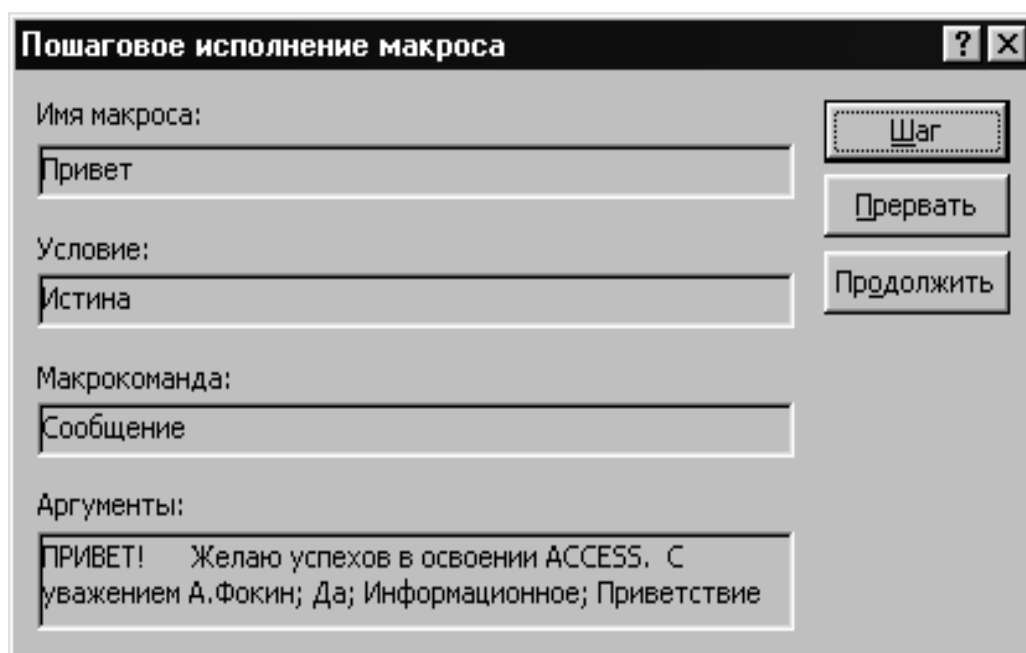 Пошаговое исполнение макроса
Имя макроса:
Привет
Шаг
Прервать
Условие:
Истина
Продолжить
Макрокоманда:
Сообщение
Аргументы:
ПРИВЕТ! Желаю успехов в освоении ACCESS. С
уважением А.Фокин; Да; Информационное; Приветствие